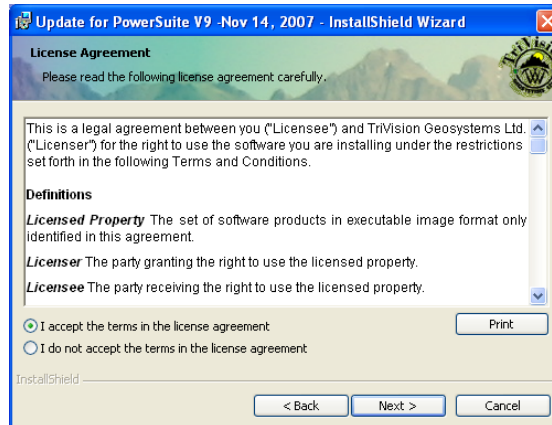 Update for PowerSuite V9 -Nov 14, 2007 - InstallShield Wizard
License Agreement
Please read the following license agreement carefully.
TriVision
This is a legal agreement between you ("Licensee") and TriVision Geosystems Ltd.
("Licenser") for the right to use the software you are installing under the restrictions
set forth in the following Terms and Conditions.
Definitions
Licensed Property The set of software products in executable image format only
identified in this agreement.
Licenser The party granting the right to use the licensed property.
Licensee The party receiving the right to use the licensed property.
I accept the terms in the license agreement
Print
I do not accept the terms in the license agreement
InstallShield
< Back
Next >
Cancel